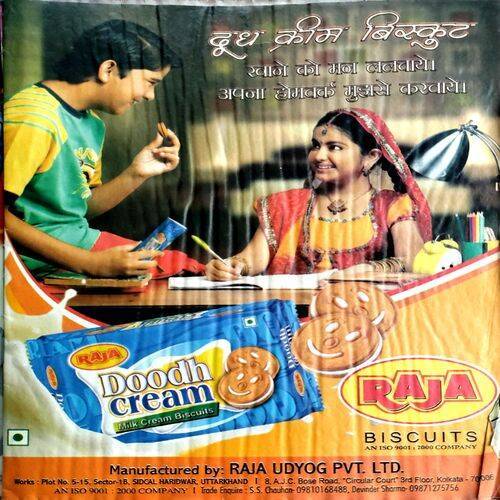 दूध क्रीम बिस्कुट
खाने को मन ललचाये।
अपना होमवर्क मुझसे करवाये।
RAJA
Doodh
cream
Milk Cream Biscuits
RAJA
BISCUITS
AN ISO 9001 : 2000 COMPANY
Manufactured by: RAJA UDYOG PVT. LTD.
Works : Plot No. 5-15, Sector-1B, SIDCAL HARIDWAR, UTTARKHAND | 8, A.J.C. Bose Road, "Circular Court" 3rd Floor, Kolkata - 700006
AN ISO 9001 : 2000 COMPANY | Trade Enquire : S.S. Chauhan- 09810168488, Devinder Sharma- 09871275756